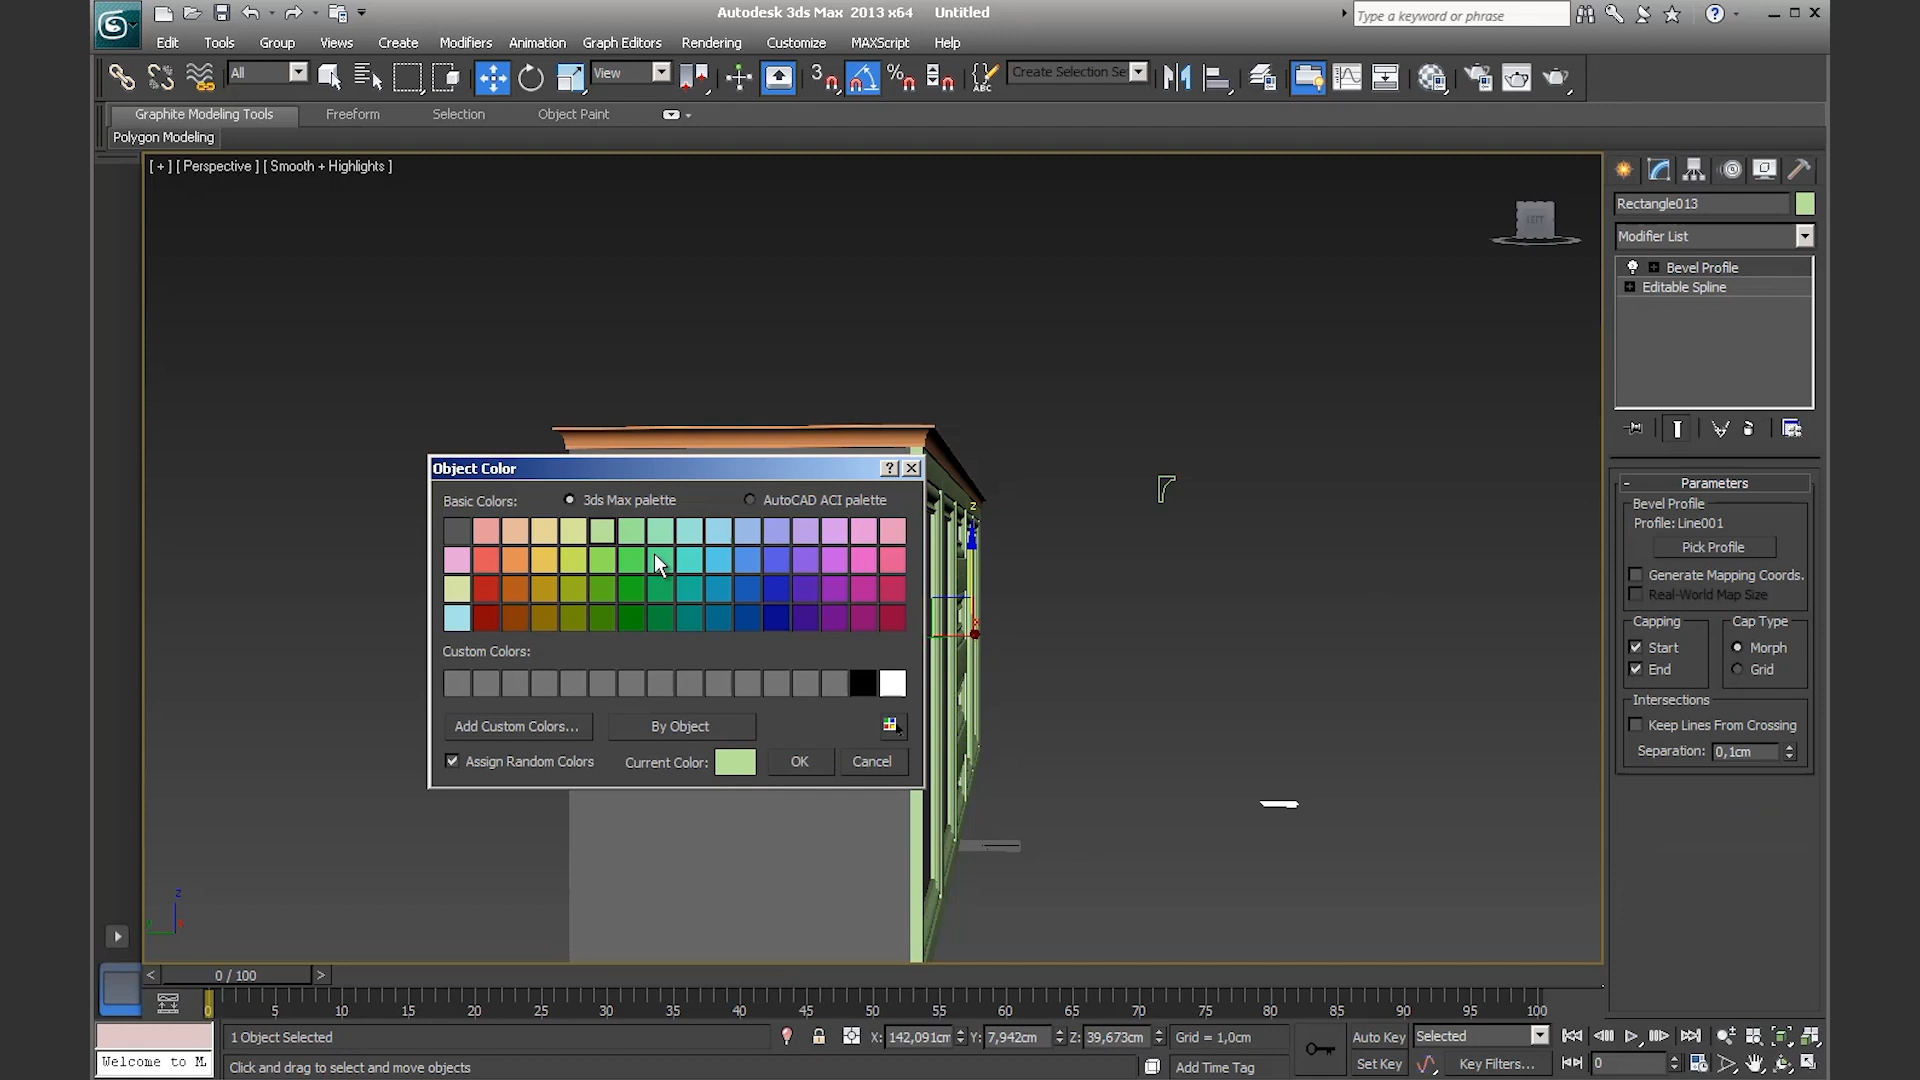 Autodesk 3ds Max 2013 x64 Untitled
Type a keyword or phrase
Edit Tools Group Views Create Modifiers Animation Graph Editors Rendering Customize MAXScript Help
All View 3 Create Selection Se
Graphite Modeling Tools Freeform Selection Object Paint
Polygon Modeling
[ + ] [ Perspective ] [ Smooth + Highlights ]
LEFT
Rectangle013
Modifier List
Bevel Profile
Editable Spline
Object Color
Basic Colors: 3ds Max palette AutoCAD ACI palette
Custom Colors:
Add Custom Colors... By Object
Assign Random Colors Current Color: OK Cancel
z
z
Parameters
Bevel Profile
Profile: Line001
Pick Profile
Generate Mapping Coords.
Real-World Map Size
Capping Cap Type
Start Morph
End Grid
Intersections
Keep Lines From Crossing
Separation: 0,1cm
< 0 / 100 >
0 5 10 15 20 25 30 35 40 45 50 55 60 65 70 75 80 85 90 95 100
1 Object Selected X: 142,091cm Y: 7,942cm Z: 39,673cm Grid = 1,0cm Auto Key Selected
Welcome to M. Click and drag to select and move objects Add Time Tag Set Key Key Filters... 0